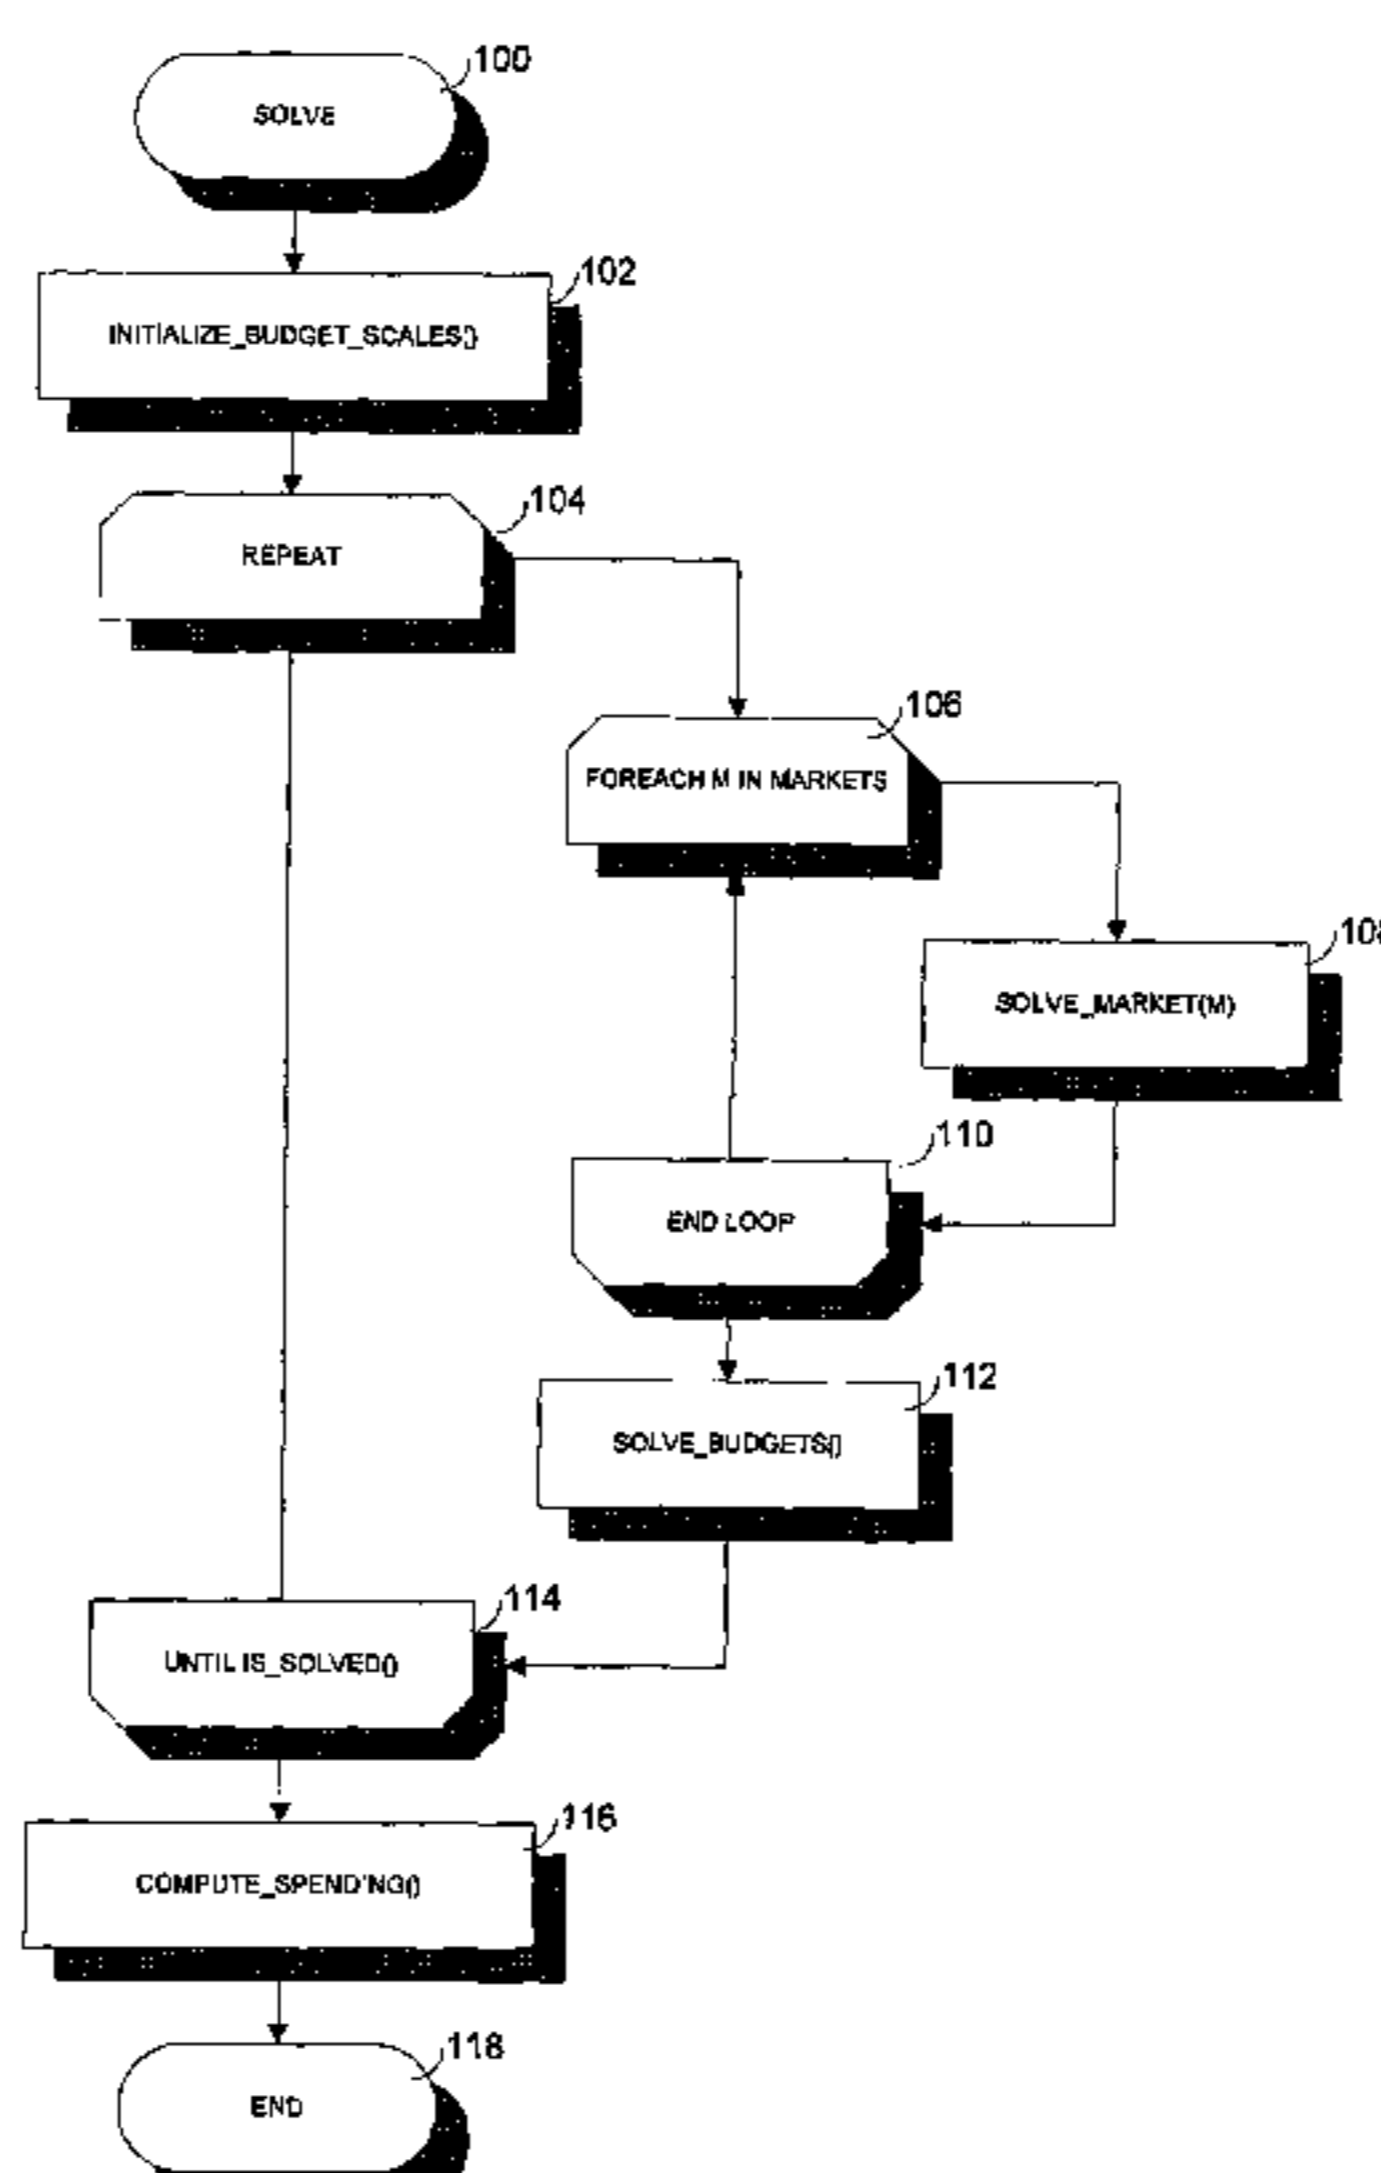 100
SOLVE
102
INITIALIZE_BUDGET_SCALES()
104
REPEAT
106
FOREACH M IN MARKETS
108
SOLVE_MARKET(M)
110
END LOOP
112
SOLVE_BUDGETS()
114
UNTIL IS_SOLVED()
116
COMPUTE_SPENDING()
118
END